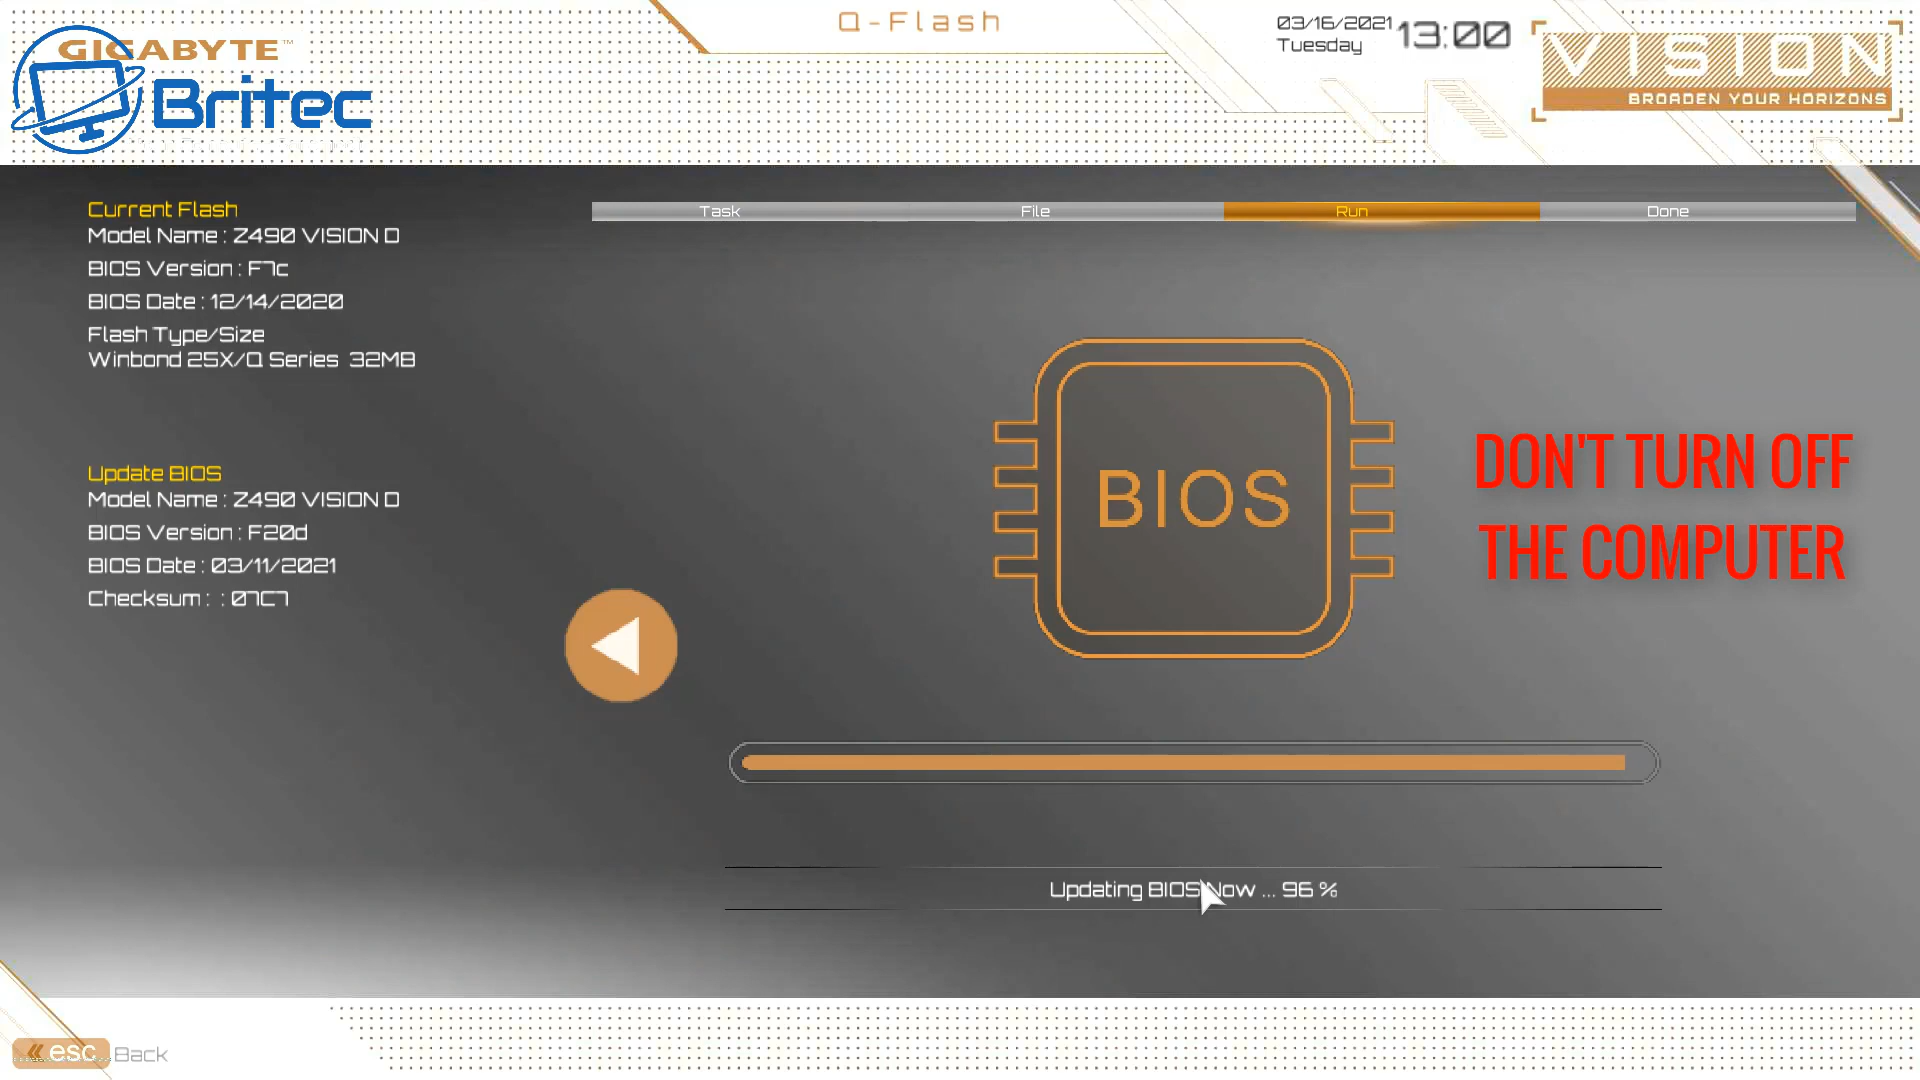 GIGABYTE™
Britec
Q-Flash
03/16/2021
Tuesday
13:00
VISION
BROADEN YOUR HORIZONS
Current Flash
Model Name : Z490 VISION D
BIOS Version : F7c
BIOS Date : 12/14/2020
Flash Type/Size
Winbond 25X/Q Series 32MB
Update BIOS
Model Name : Z490 VISION D
BIOS Version : F20d
BIOS Date : 03/11/2021
Checksum : : 07C7
Task File Run Done
BIOS
DON'T TURN OFF
THE COMPUTER
Updating BIOS Now ... 96 %
esc Back